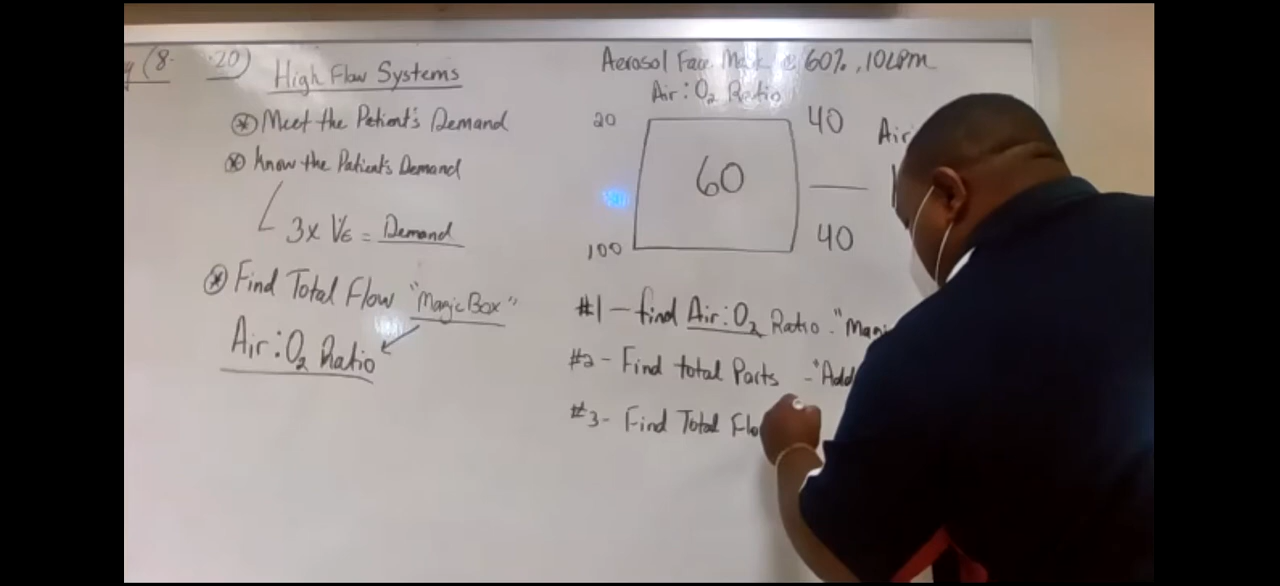 (8- -20)
High Flow Systems
⊛ Meet the Patient's Demand
⊛ Know the Patient's Demand
3x VE = Demand
⊛ Find Total Flow "Magic Box"
Air:O2 Ratio
Aerosol Face Mask @ 60%, 10LPM
Air:O2 Ratio
20 40 Air
60
100 40
#1 - find Air:O2 Ratio -
#2 - Find total Parts - "Add
#3 - Find Total Flo